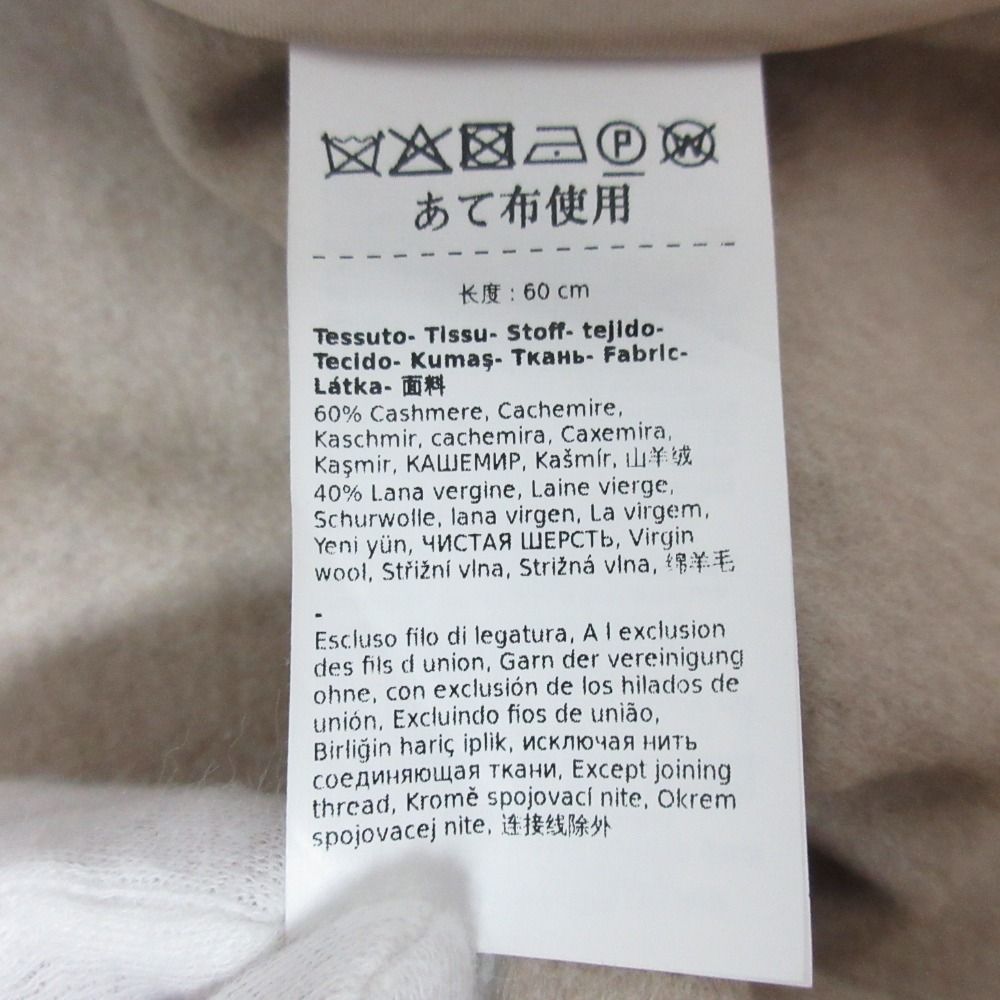 P W
あて布使用
长度 : 60 cm
Tessuto- Tissu- Stoff- tejido-
Tecido- Kumaş- Ткань- Fabric-
Látka- 面料
60% Cashmere, Cachemire,
Kaschmir, cachemira, Caxemira,
Kaşmir, КАШЕМИР, Kašmír, 山羊绒
40% Lana vergine, Laine vierge,
Schurwolle, lana virgen, La virgem,
Yeni yün, ЧИСТАЯ ШЕРСТЬ, Virgin
wool, Střižní vlna, Strižná vlna, 绵羊毛
-
Escluso filo di legatura, A l exclusion
des fils d union, Garn der vereinigung
ohne, con exclusión de los hilados de
unión, Excluindo fios de união,
Birliğin hariç iplik, исключая нить
соединяющая ткани, Except joining
thread, Kromě spojovací nite, Okrem
spojovacej nite, 连接线除外